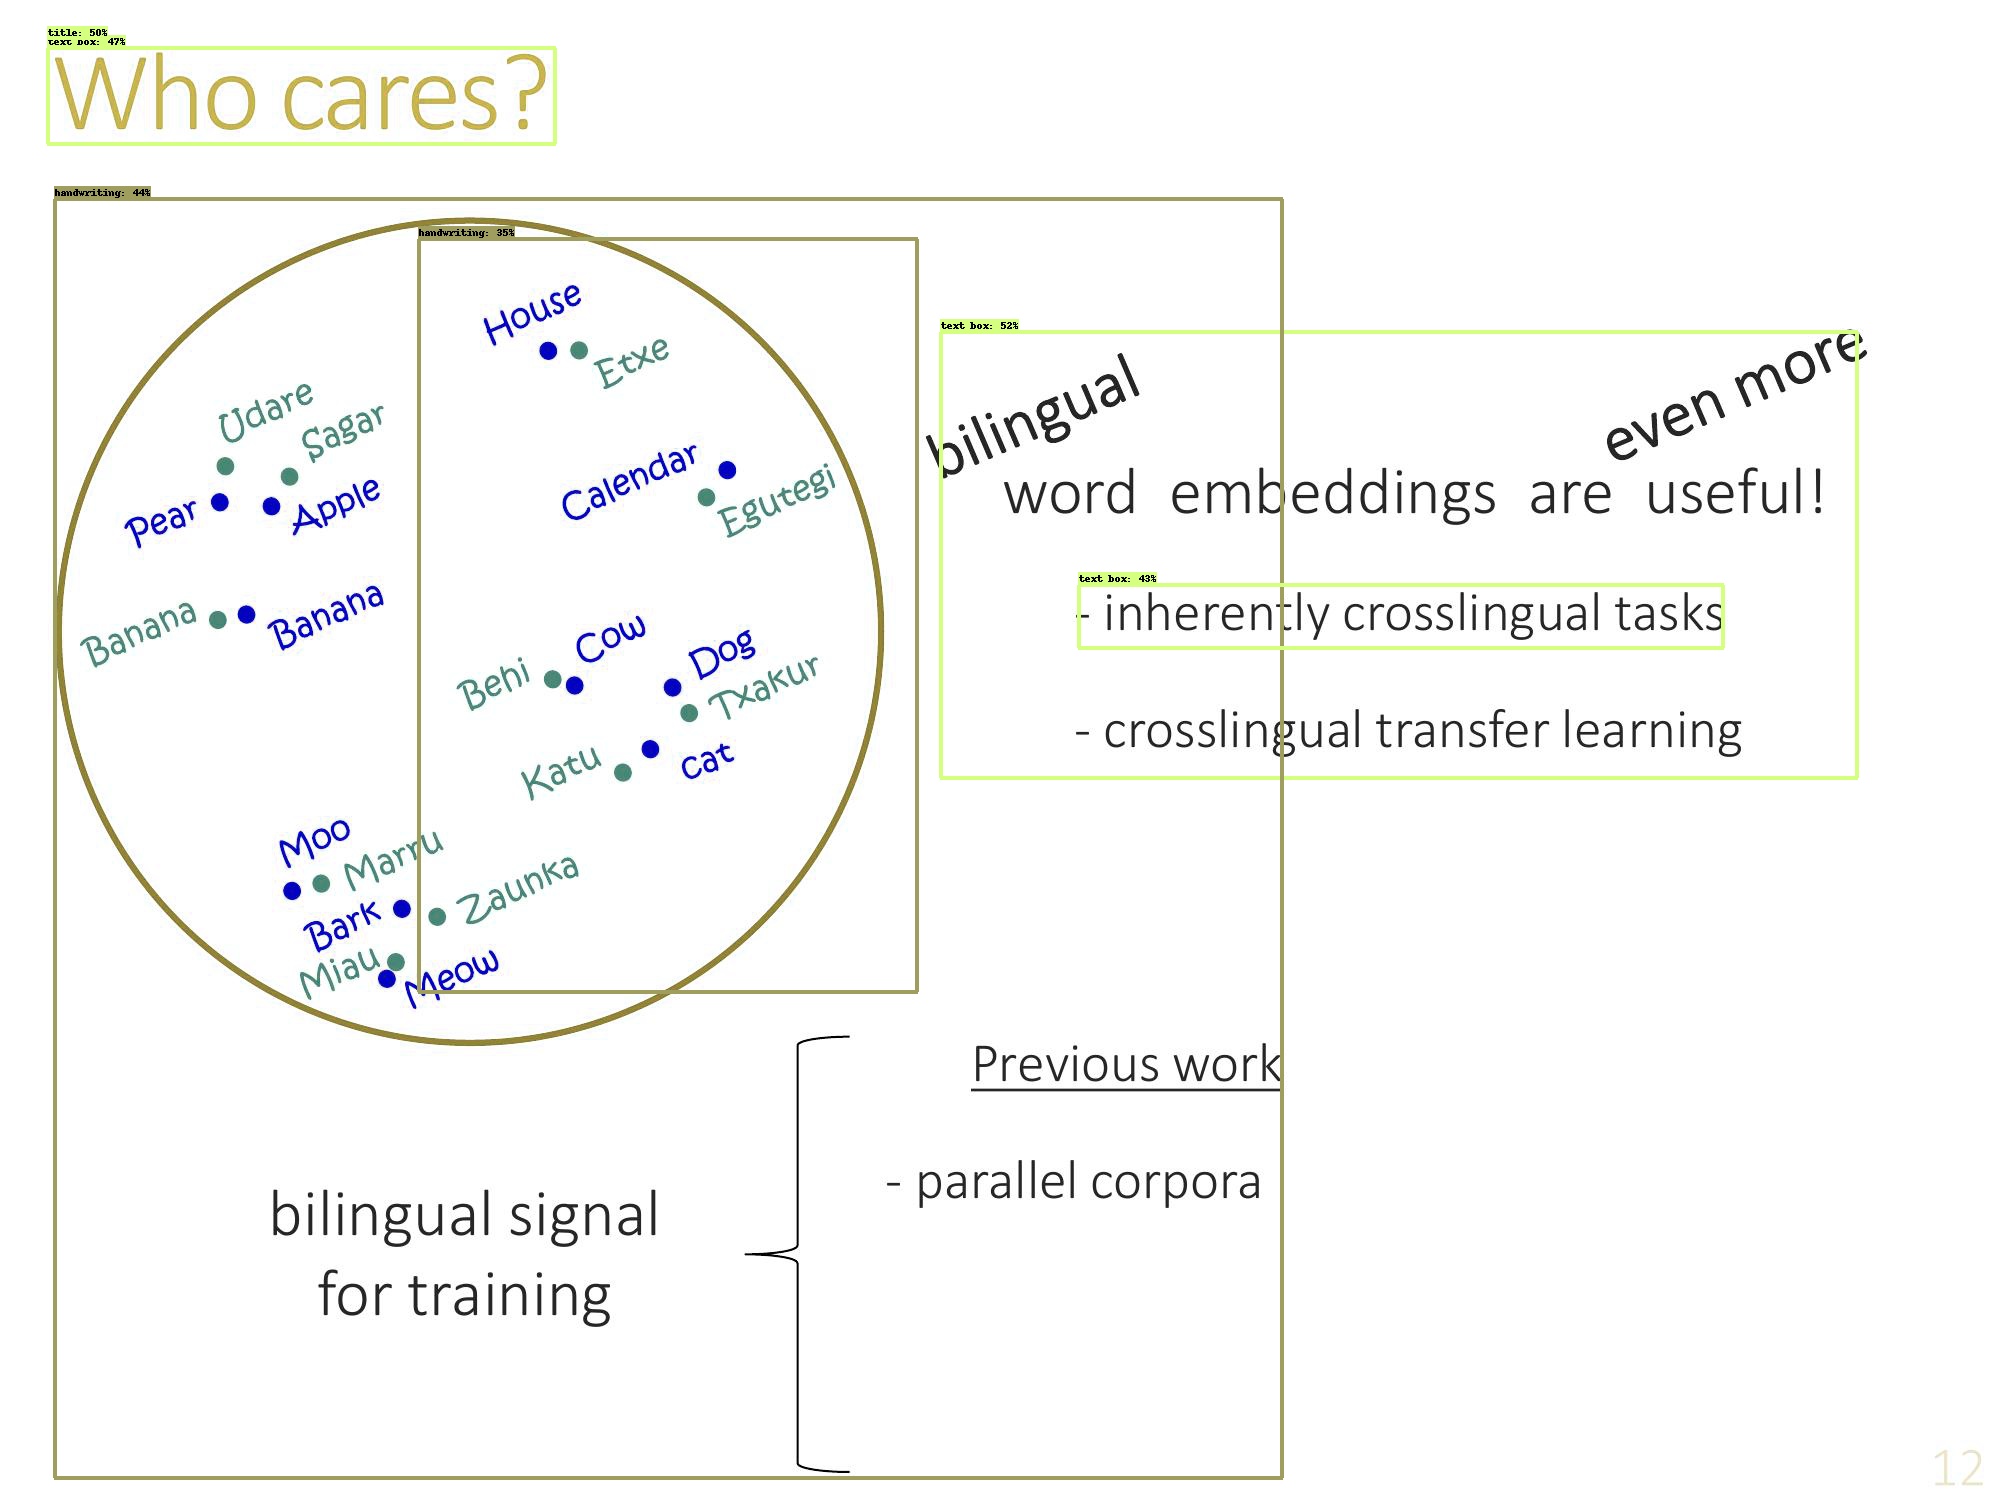 title: 50%
text box: 47%
Who cares?
handwriting: 44%
handwriting: 35%
House
Etxe
Udare
Sagar
Pear
Apple
Calendar
Egutegi
Banana
Banana
Cow
Behi
Dog
Txakur
Katu
cat
Moo
Marru
Bark
Zaunka
Miau
Meow
text box: 52%
bilingual
even more
word embeddings are useful!
text box: 43%
- inherently crosslingual tasks
- crosslingual transfer learning
bilingual signal
for training
Previous work
- parallel corpora
12